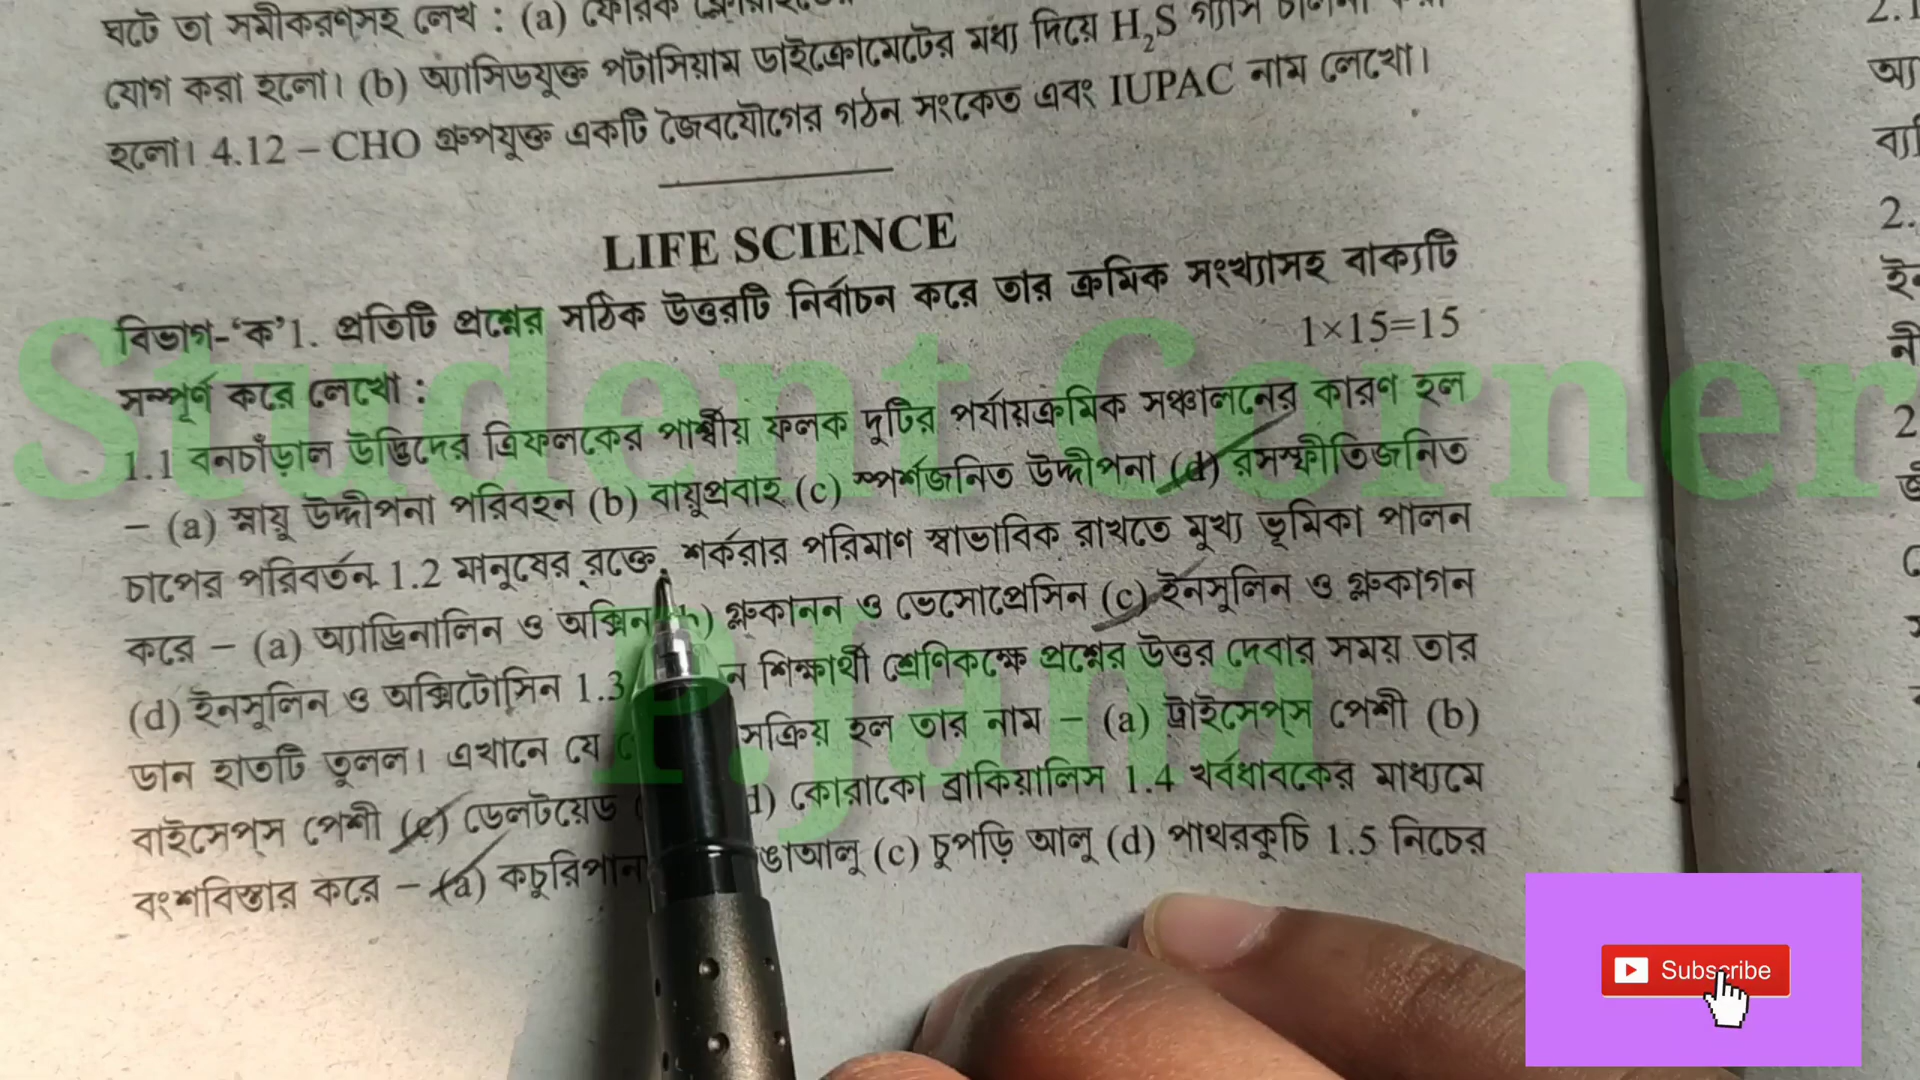 ঘটে তা সমীকরণসহ লেখ : (a)
যোগ করা হলো। (b) অ্যাসিডযুক্ত পটাসিয়াম ডাইক্রোমেটের মধ্য দিয়ে H₂S গ্যাস
হলো। 4.12 – CHO গ্রুপযুক্ত একটি জৈবযৌগের গঠন সংকেত এবং IUPAC নাম লেখো।
LIFE SCIENCE
বিভাগ-‘ক’1. প্রতিটি প্রশ্নের সঠিক উত্তরটি নির্বাচন করে তার ক্রমিক সংখ্যাসহ বাক্যটি
সম্পূর্ণ করে লেখো : 1×15=15
1.1 বনচাঁড়াল উদ্ভিদের ত্রিফলকের পার্শ্বীয় ফলক দুটির পর্যায়ক্রমিক সঞ্চালনের কারণ হল
– (a) স্নায়ু উদ্দীপনা পরিবহন (b) বায়ুপ্রবাহ (c) স্পর্শজনিত উদ্দীপনা (d) রসস্ফীতিজনিত
চাপের পরিবর্তন 1.2 মানুষের রক্তে শর্করার পরিমাণ স্বাভাবিক রাখতে মুখ্য ভূমিকা পালন
করে – (a) অ্যাড্রিনালিন ও অক্সিন b) গ্লুকানন ও ভেসোপ্রেসিন (c) ইনসুলিন ও গ্লুকাগন
(d) ইনসুলিন ও অক্সিটোসিন 1.3 ন শিক্ষার্থী শ্রেণিকক্ষে প্রশ্নের উত্তর দেবার সময় তার
ডান হাতটি তুলল। এখানে যে সক্রিয় হল তার নাম – (a) ট্রাইসেপ্‌স পেশী (b)
বাইসেপ্‌স পেশী (c) ডেলটয়েড d) কোরাকো ব্রাকিয়ালিস 1.4 খর্বধাবকের মাধ্যমে
বংশবিস্তার করে – (a) কচুরিপান ঙাআলু (c) চুপড়ি আলু (d) পাথরকুচি 1.5 নিচের
Student Corner
P.Jana
Subscribe
2.
2